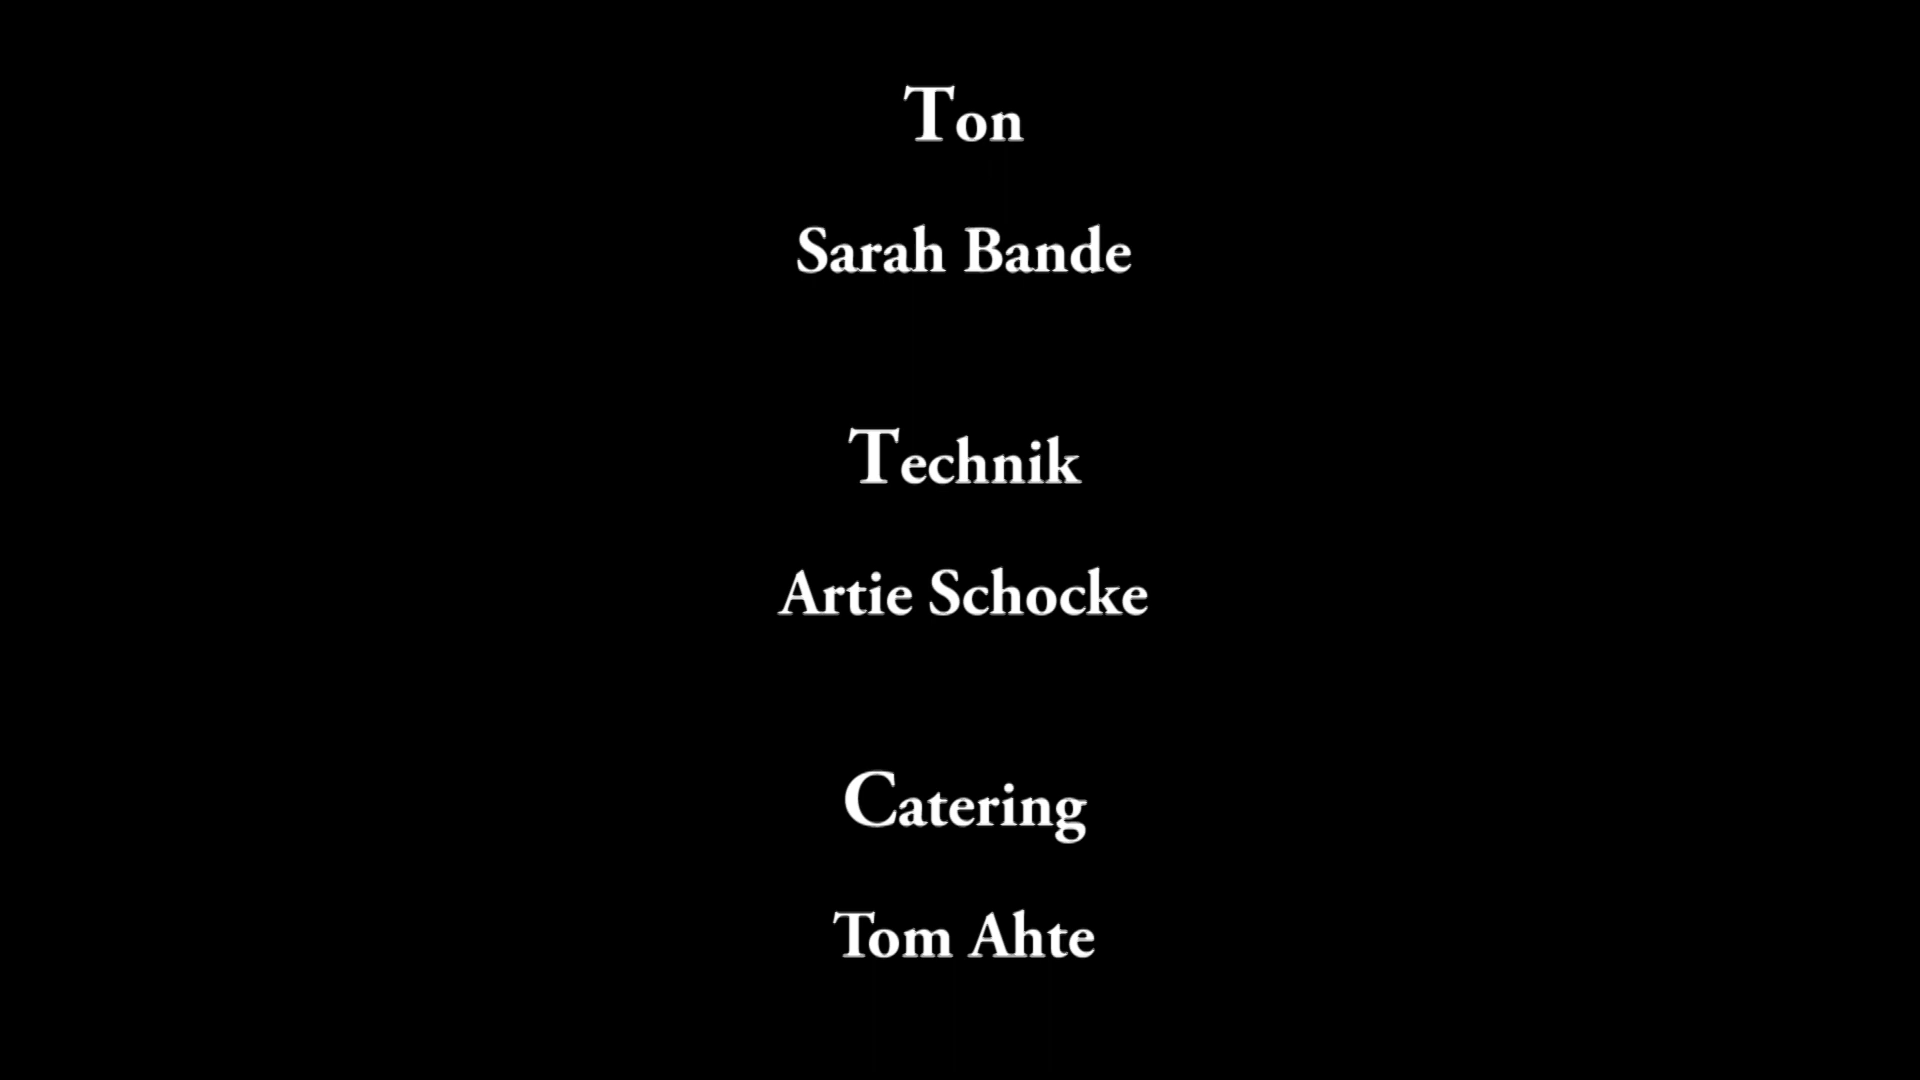 Ton
Sarah Bande
Technik
Artie Schocke
Catering
Tom Ahte